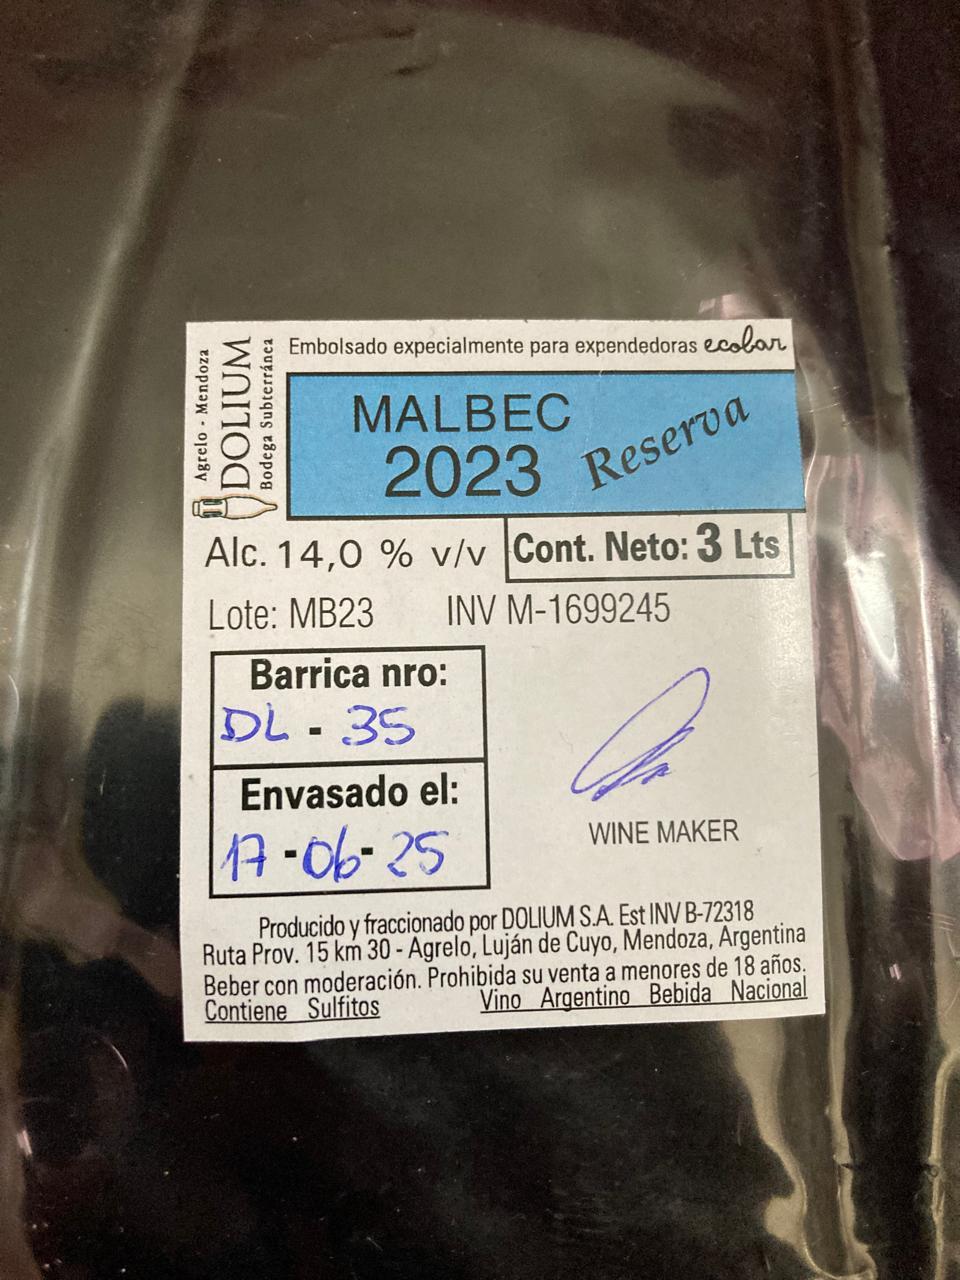 Embolsado expecialmente para expendedoras ecobar
Agrelo - Mendoza
DOLIUM
Bodega Subterránea
MALBEC
2023 Reserva
Alc. 14,0 % v/v
Cont. Neto: 3 Lts
Lote: MB23 INV M-1699245
Barrica nro:
DL - 35
Envasado el:
17-06-25
WINE MAKER
Producido y fraccionado por DOLIUM S.A. Est INV B-72318
Ruta Prov. 15 km 30 - Agrelo, Luján de Cuyo, Mendoza, Argentina
Beber con moderación. Prohibida su venta a menores de 18 años.
Contiene Sulfitos Vino Argentino Bebida Nacional